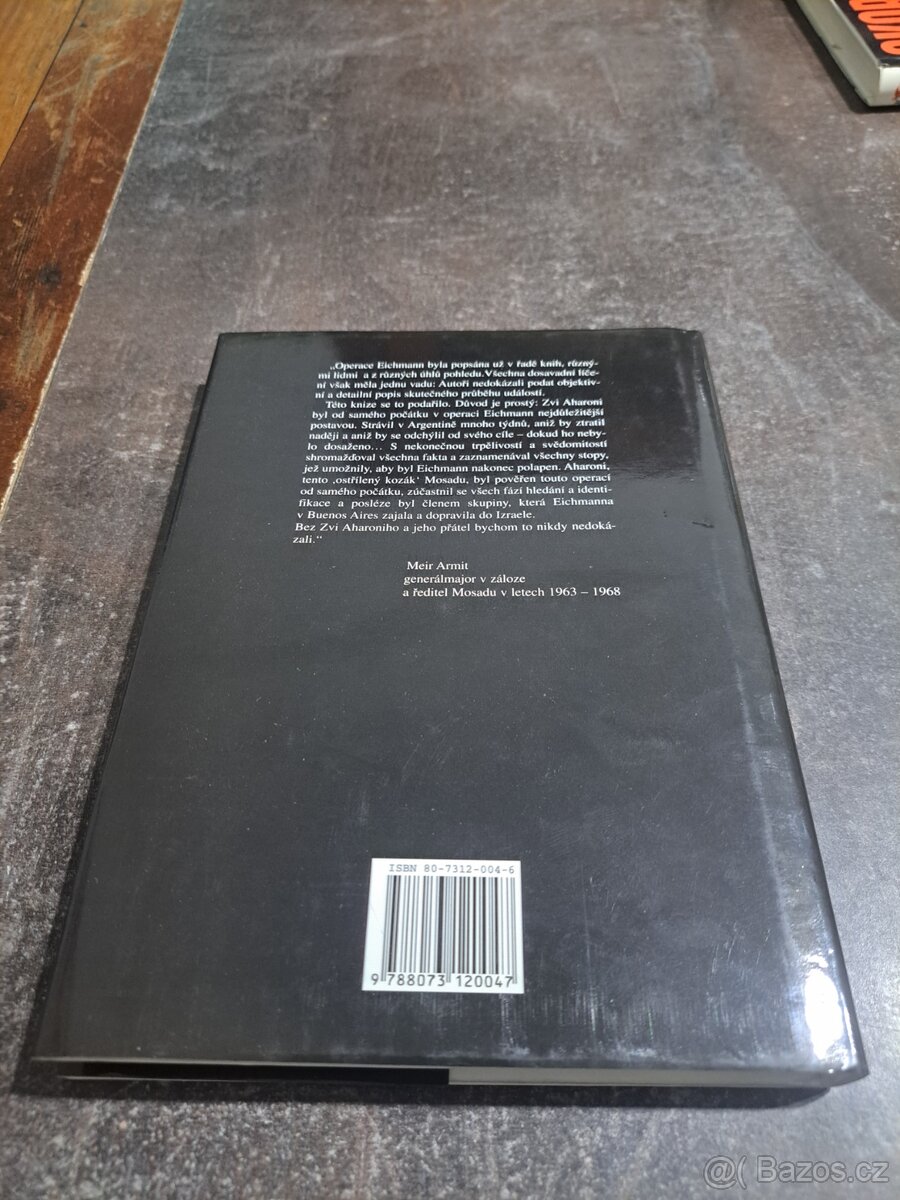 „Operace Eichmann byla popsána už v řadě knih, různý-
mi lidmi a z různých úhlů pohledu. Všechna dosavadní líče-
ní však měla jednu vadu: Autoři nedokázali podat objektiv-
ní a detailní popis skutečného průběhu událostí.
Této knize se to podařilo. Důvod je prostý: Zvi Aharoni
byl od samého počátku v operaci Eichmann nejdůležitější
postavou. Strávil v Argentině mnoho týdnů, aniž by ztratil
naději a aniž by se odchýlil od svého cíle – dokud ho neby-
lo dosaženo... S nekonečnou trpělivostí a svědomitostí
shromažďoval všechna fakta a zaznamenával všechny stopy,
jež umožnily, aby byl Eichmann nakonec polapen. Aharoni,
tento ‚ostřílený kozák‘ Mosadu, byl pověřen touto operací
od samého počátku, zúčastnil se všech fází hledání a identi-
fikace a posléze byl členem skupiny, která Eichmanna
v Buenos Aires zajala a dopravila do Izraele.
Bez Zvi Aharoniho a jeho přátel bychom to nikdy nedoká-
zali.“
Meir Armit
generálmajor v záloze
a ředitel Mosadu v letech 1963 – 1968
ISBN 80-7312-004-6
9 788073 120047
@( Bazos.cz